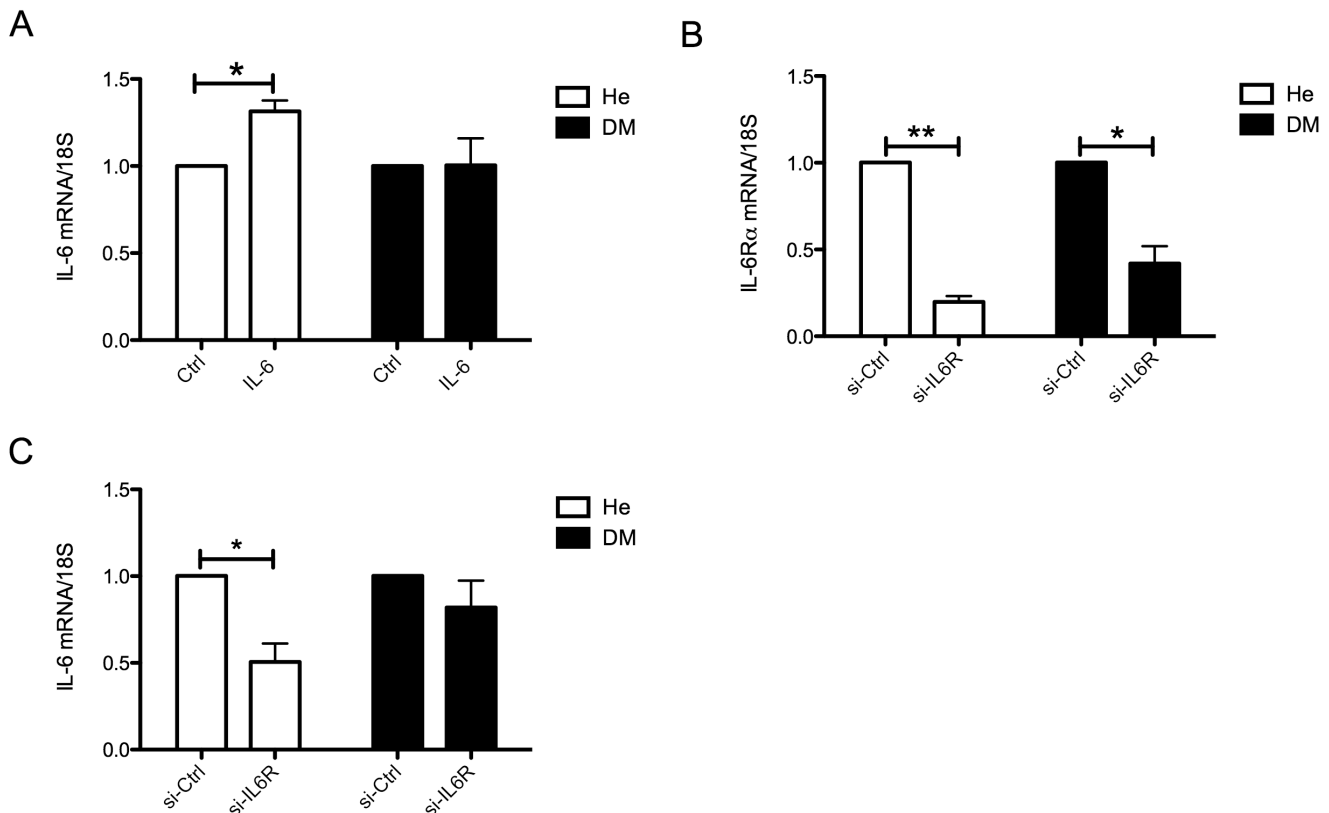 A
IL-6 mRNA/18S
1.5
1.0
0.5
0.0
*
Ctrl
IL-6
Ctrl
IL-6
He
DM
B
IL-6Rα mRNA/18S
1.5
1.0
0.5
0.0
**
*
si-Ctrl
si-IL6R
si-Ctrl
si-IL6R
He
DM
C
IL-6 mRNA/18S
1.5
1.0
0.5
0.0
*
si-Ctrl
si-IL6R
si-Ctrl
si-IL6R
He
DM